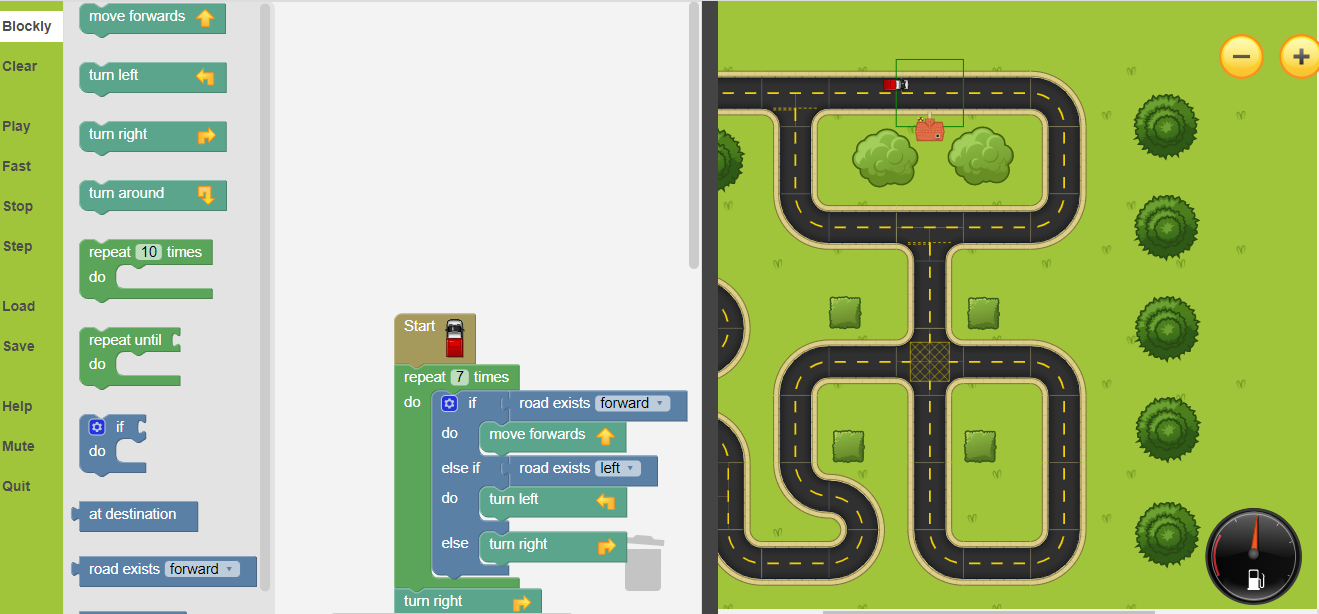 Blockly
Clear
Play
Fast
Stop
Step
Load
Save
Help
Mute
Quit
move forwards
turn left
turn right
turn around
repeat 10 times
do
repeat until
do
if
do
at destination
road exists forward
Start
repeat 7 times
do if road exists forward
do move forwards
else if road exists left
do turn left
else turn right
turn right